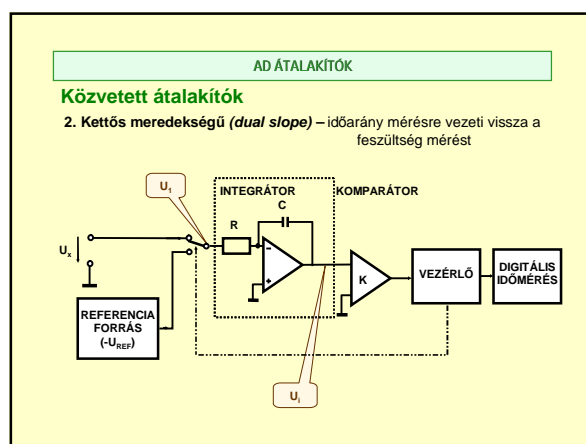 AD ÁTALAKÍTÓK
Közvetett átalakítók
2. Kettős meredekségű (dual slope) – időarány mérésre vezeti vissza a
feszültség mérést
U1
INTEGRÁTOR
KOMPARÁTOR
C
R
Ux
K
VEZÉRLŐ
DIGITÁLIS
IDŐMÉRÉS
REFERENCIA
FORRÁS
(-UREF)
Ui